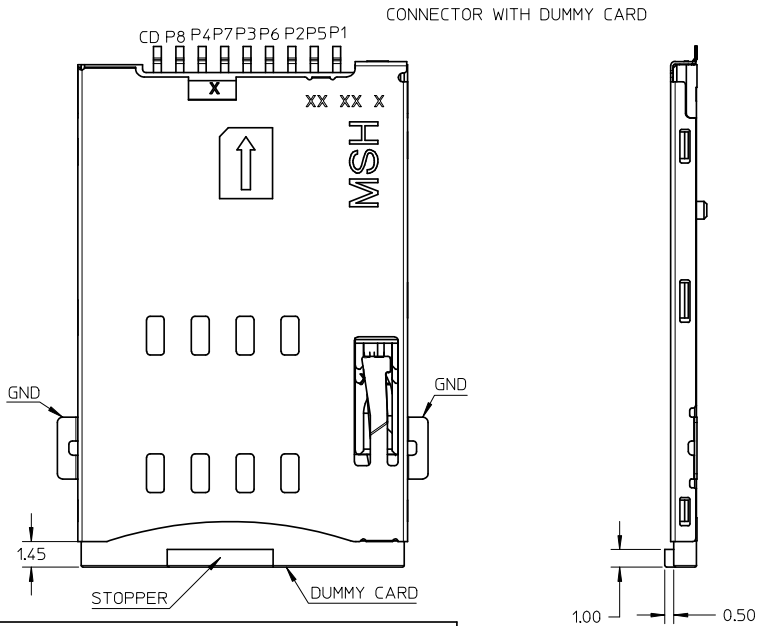 CONNECTOR WITH DUMMY CARD
CD P8 P4 P7 P3 P6 P2 P5 P1
X
XX XX X
MSH
GND
GND
1.45
STOPPER
DUMMY CARD
1.00
0.50